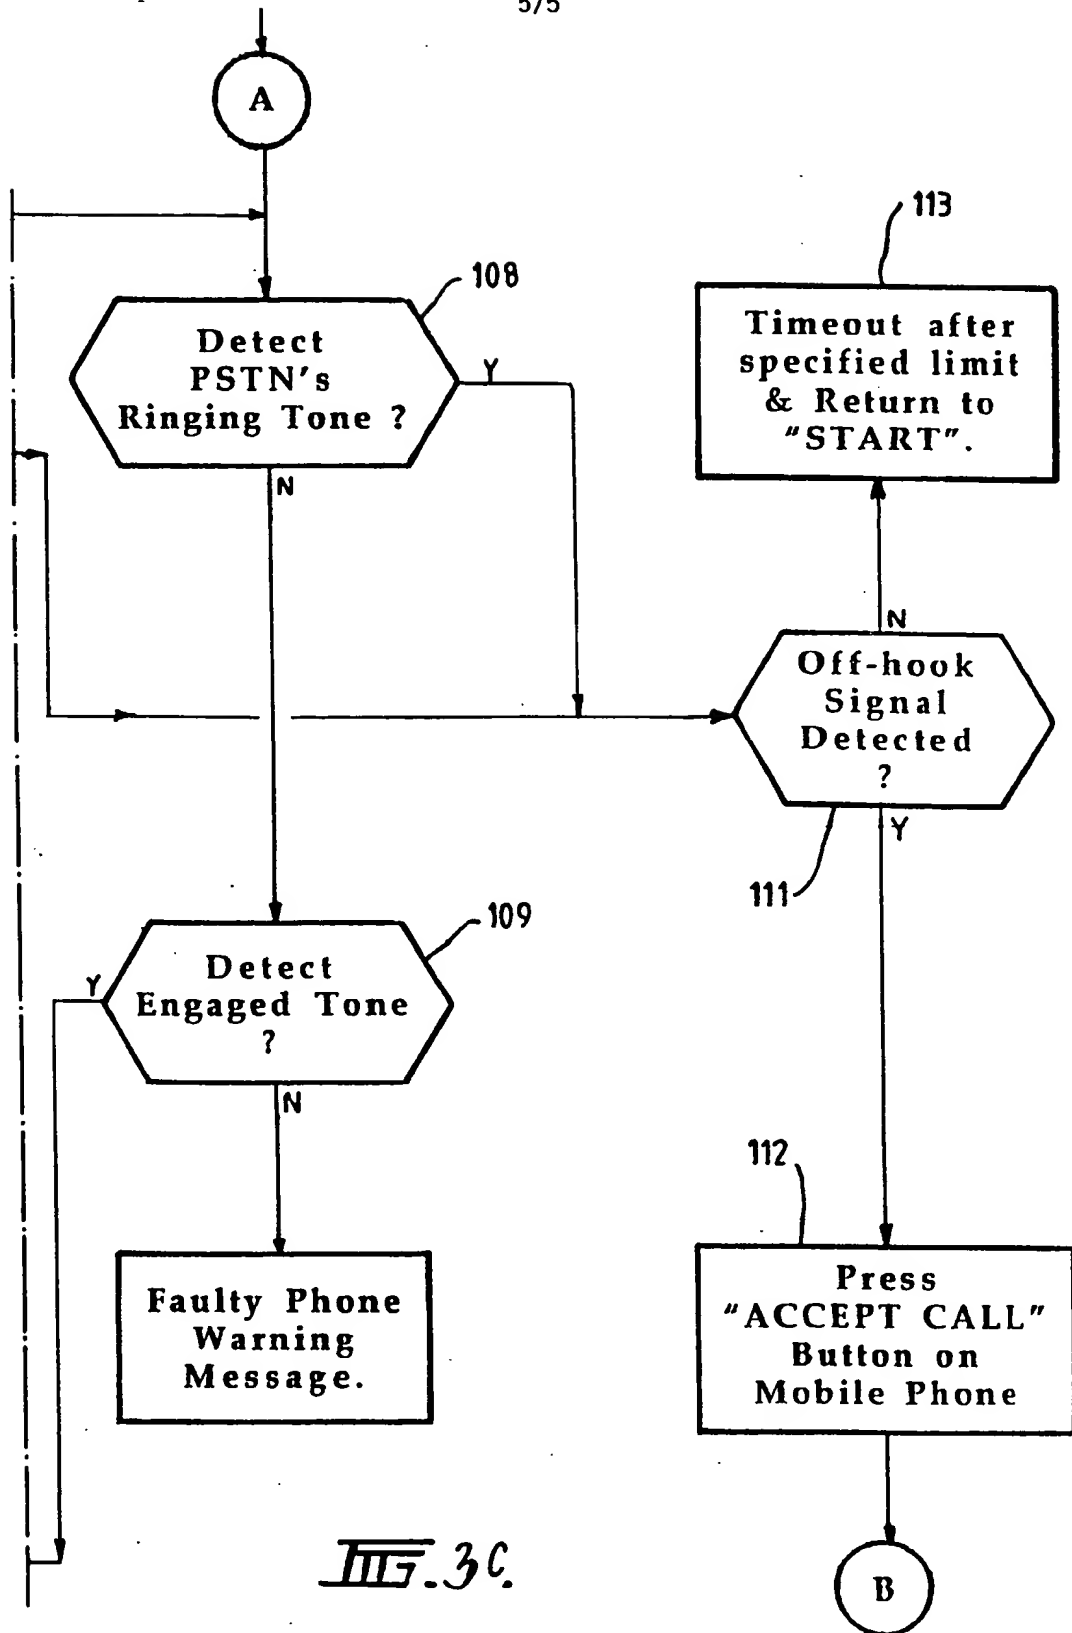 5/5
A
113
108
Timeout after
specified limit
& Return to
"START".
Detect
PSTN's
Ringing Tone ?
Y
N
N
Off-hook
Signal
Detected
?
Y
111
109
Detect
Engaged Tone
?
Y
N
112
Faulty Phone
Warning
Message.
Press
"ACCEPT CALL"
Button on
Mobile Phone
FIG. 3C.
B